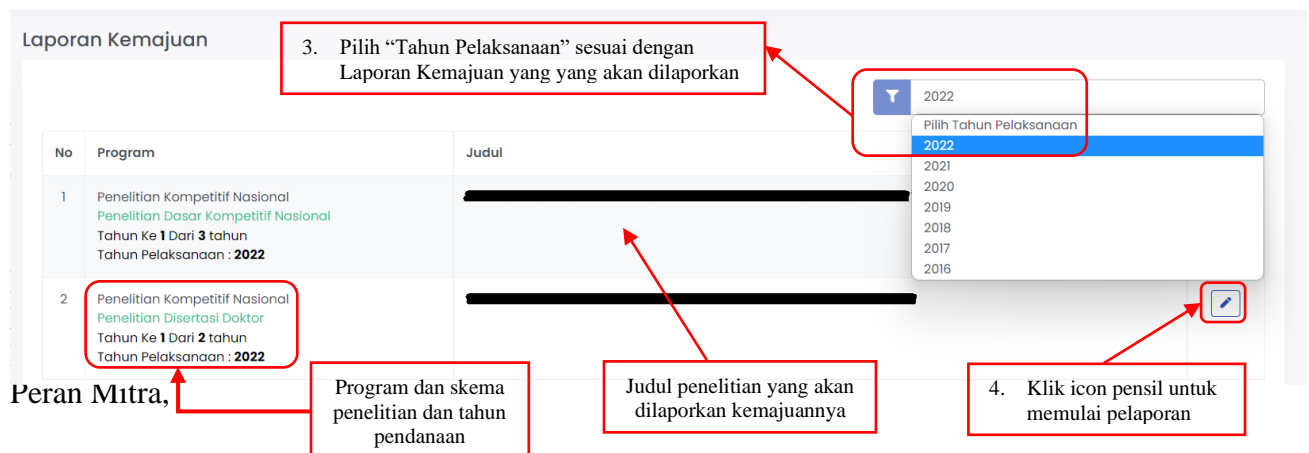 Laporan Kemajuan
3. Pilih “Tahun Pelaksanaan” sesuai dengan
Laporan Kemajuan yang yang akan dilaporkan
2022
Pilih Tahun Pelaksanaan
2022
2021
2020
2019
2018
2017
2016
No Program Judul
1 Penelitian Kompetitif Nasional
Penelitian Dasar Kompetitif Nasional
Tahun Ke 1 Dari 3 tahun
Tahun Pelaksanaan : 2022
2 Penelitian Kompetitif Nasional
Penelitian Disertasi Doktor
Tahun Ke 1 Dari 2 tahun
Tahun Pelaksanaan : 2022
Peran Mitra,
Program dan skema
penelitian dan tahun
pendanaan
Judul penelitian yang akan
dilaporkan kemajuannya
4. Klik icon pensil untuk
memulai pelaporan